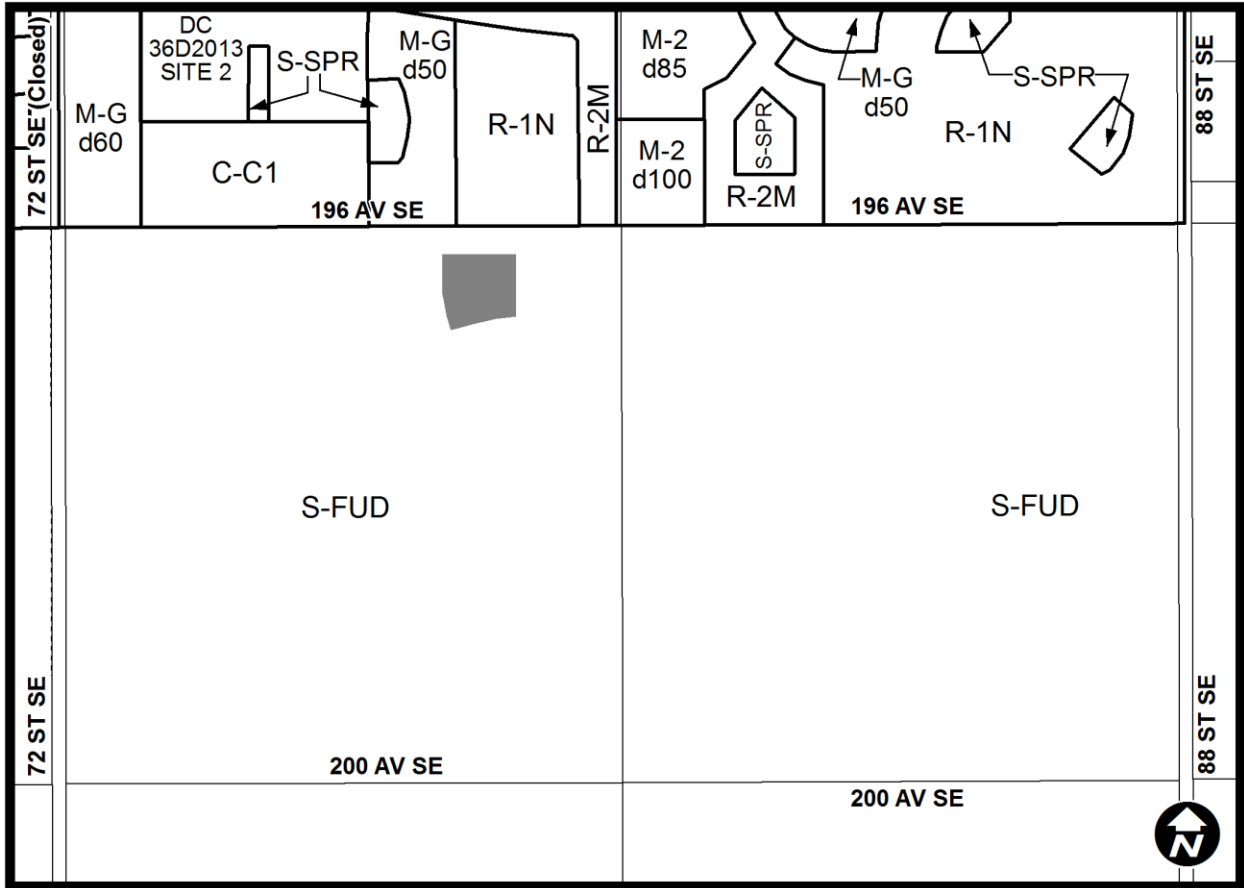 72 ST SE (Closed)
M-G
d60
DC
36D2013
SITE 2
S-SPR
C-C1
M-G
d50
R-1N
R-2M
M-2
d85
M-2
d100
S-SPR
R-2M
M-G
d50
S-SPR
R-1N
88 ST SE
196 AV SE
196 AV SE
S-FUD
S-FUD
72 ST SE
88 ST SE
200 AV SE
200 AV SE
N